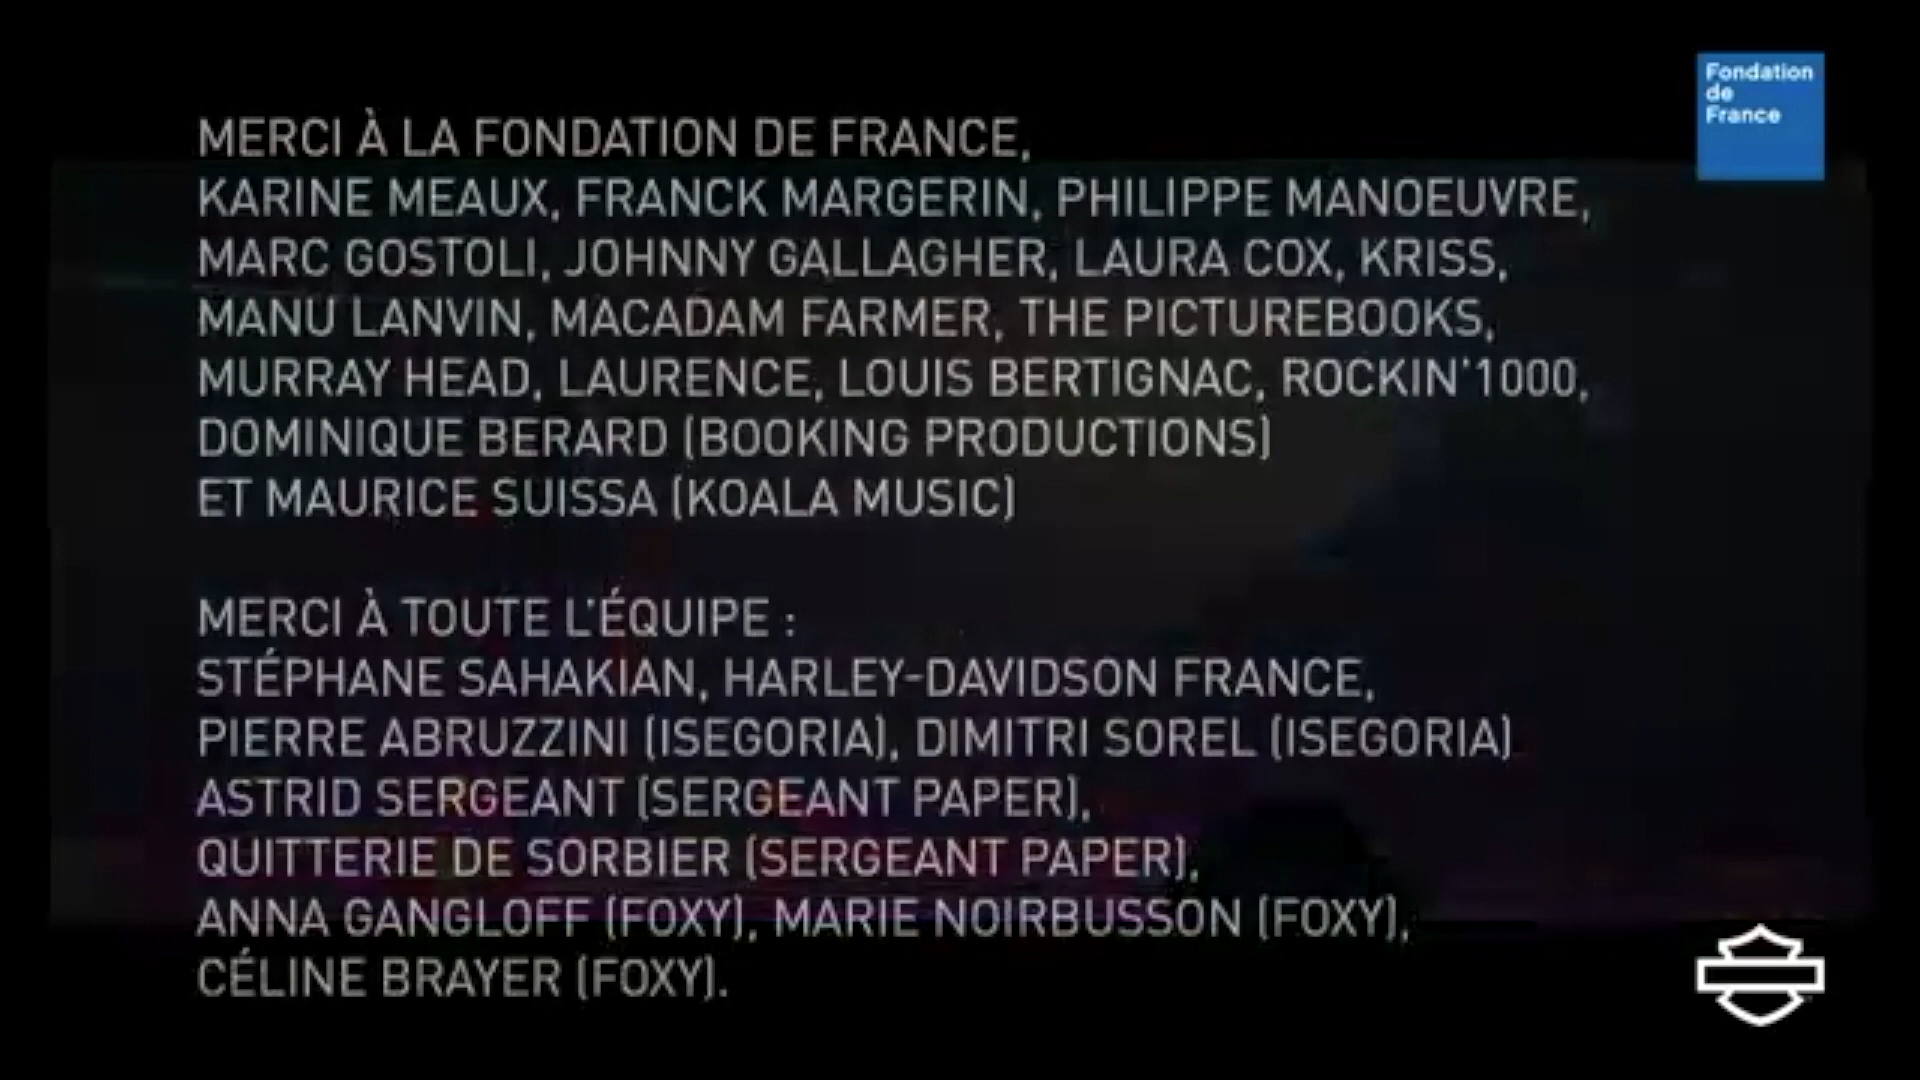 Fondation
de
France
MERCI À LA FONDATION DE FRANCE,
KARINE MEAUX, FRANCK MARGERIN, PHILIPPE MANOEUVRE,
MARC GOSTOLI, JOHNNY GALLAGHER, LAURA COX, KRISS,
MANU LANVIN, MACADAM FARMER, THE PICTUREBOOKS,
MURRAY HEAD, LAURENCE, LOUIS BERTIGNAC, ROCKIN'1000,
DOMINIQUE BERARD (BOOKING PRODUCTIONS)
ET MAURICE SUISSA (KOALA MUSIC)
MERCI À TOUTE L'ÉQUIPE :
STÉPHANE SAHAKIAN, HARLEY-DAVIDSON FRANCE,
PIERRE ABRUZZINI (ISEGORIA), DIMITRI SOREL (ISEGORIA)
ASTRID SERGEANT (SERGEANT PAPER),
QUITTERIE DE SORBIER (SERGEANT PAPER),
ANNA GANGLOFF (FOXY), MARIE NOIRBUSSON (FOXY),
CÉLINE BRAYER (FOXY).